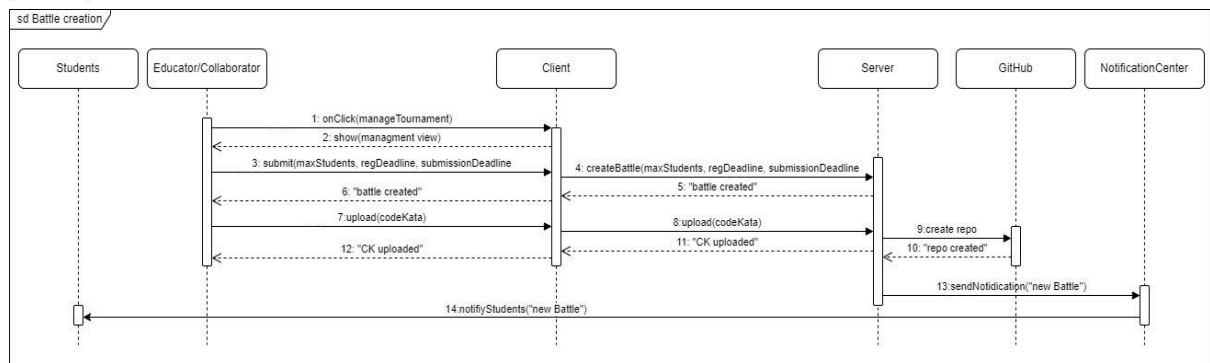 sd Battle creation
Students
Educator/Collaborator
Client
Server
GitHub
NotificationCenter
1: onClick(manageTournament)
2: show(managment view)
3: submit(maxStudents, regDeadline, submissionDeadline
4: createBattle(maxStudents, regDeadline, submissionDeadline
5: "battle created"
6: "battle created"
7:upload(codeKata)
8:upload(codeKata)
9:create repo
10: "repo created"
11: "CK uploaded"
12: "CK uploaded"
13:sendNotidication("new Battle")
14:notifiyStudents("new Battle")